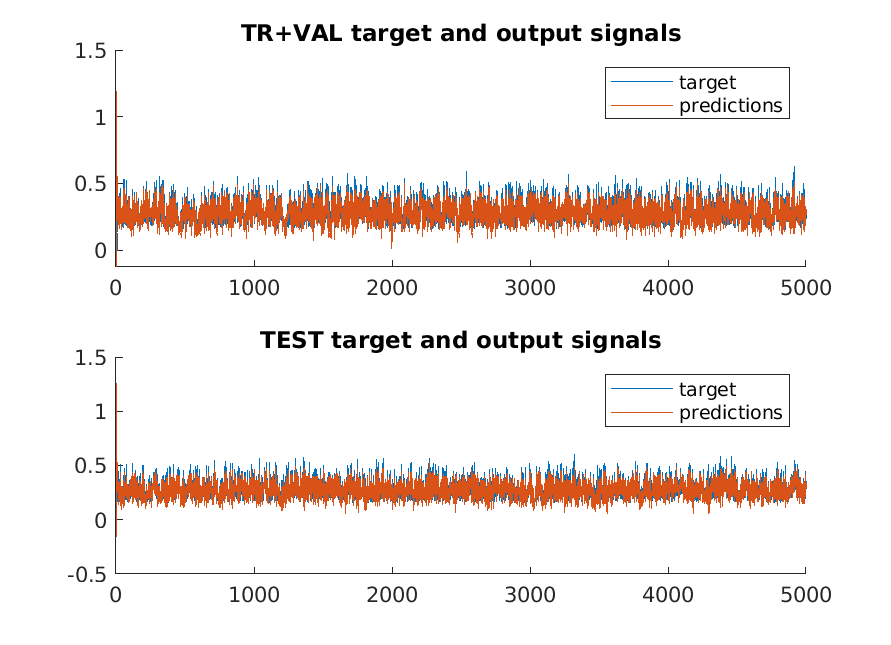 TR+VAL target and output signals
1.5
1
0.5
0
target
predictions
0 1000 2000 3000 4000 5000
TEST target and output signals
1.5
1
0.5
0
-0.5
target
predictions
0 1000 2000 3000 4000 5000